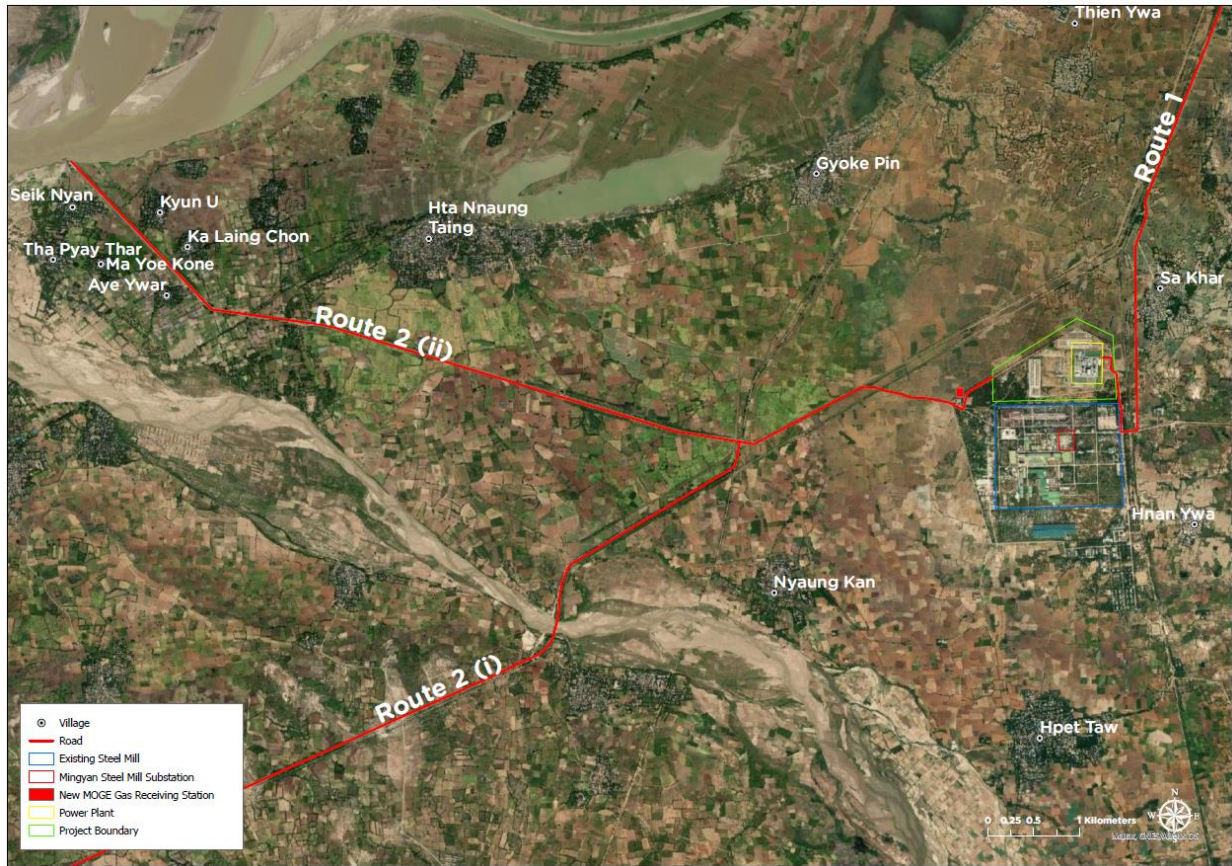 Thien Ywa
Route 1
Gyoke Pin
Seik Nyan
Kyun U
Hta Nnaung
Taing
Ka Laing Chon
Tha Pyay Thar
Ma Yoe Kone
Aye Ywar
Sa Khar
Route 2 (ii)
Hnan Ywa
Nyaung Kan
Route 2 (i)
Hpet Taw
Village
Road
Existing Steel Mill
Mingyan Steel Mill Substation
New MOGE Gas Receiving Station
Power Plant
Project Boundary
N
W E
S
0 0.25 0.5 1 Kilometers